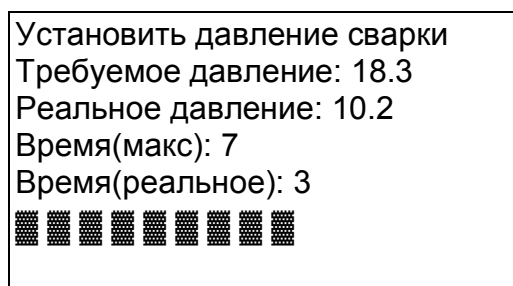 Установить давление сварки
Требуемое давление: 18.3
Реальное давление: 10.2
Время(макс): 7
Время(реальное): 3
▓ ▓ ▓ ▓ ▓ ▓ ▓ ▓ ▓